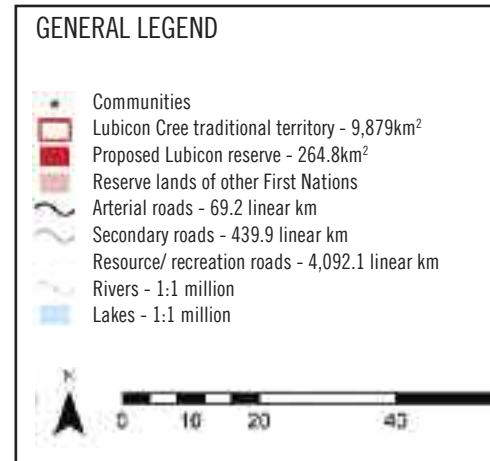 GENERAL LEGEND
Communities
Lubicon Cree traditional territory - 9,879km²
Proposed Lubicon reserve - 264.8km²
Reserve lands of other First Nations
Arterial roads - 69.2 linear km
Secondary roads - 439.9 linear km
Resource/ recreation roads - 4,092.1 linear km
Rivers - 1:1 million
Lakes - 1:1 million
N
0 10 20 40